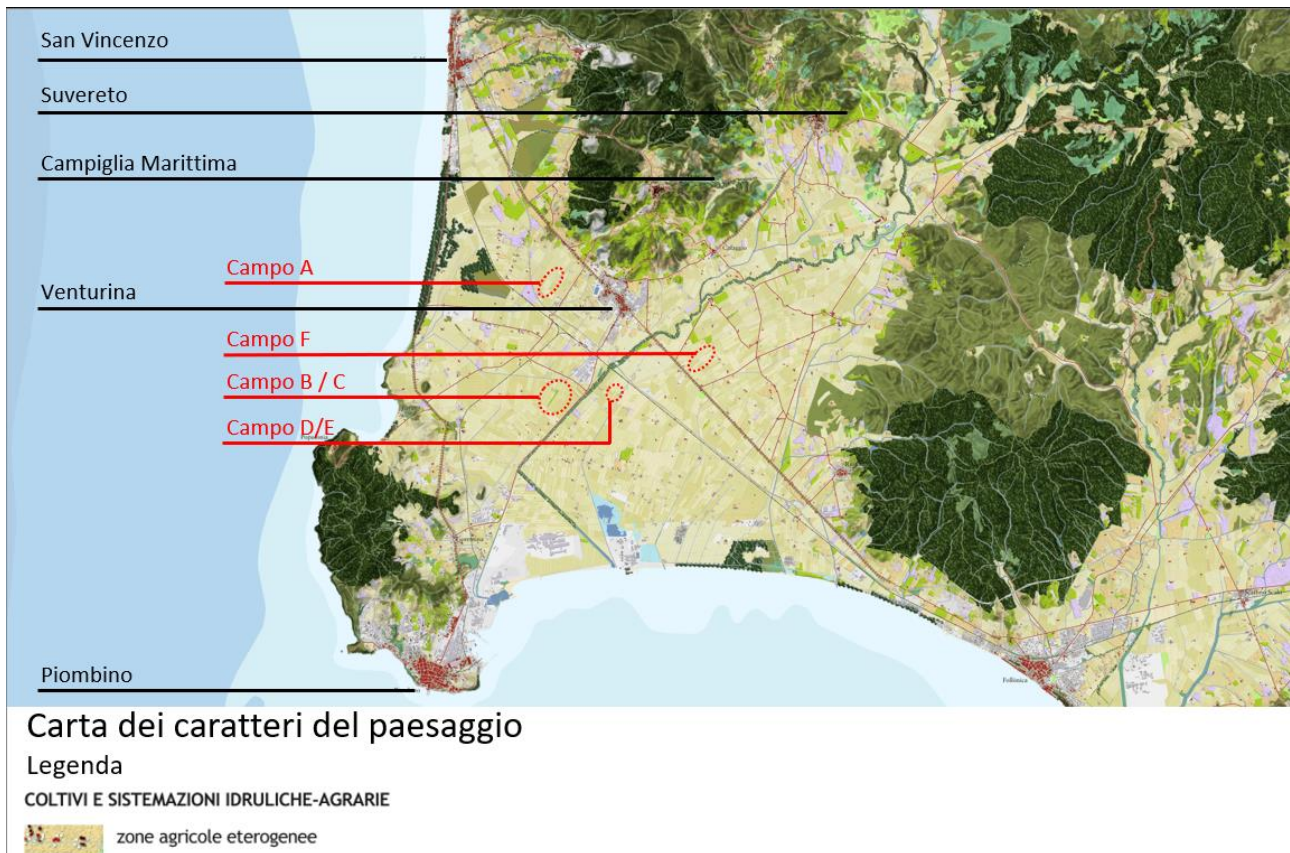 San Vincenzo
Suvereto
Campiglia Marittima
Campo A
Venturina
Campo F
Campo B / C
Campo D/E
Piombino
Follonica
Carta dei caratteri del paesaggio
Legenda
COLTIVI E SISTEMAZIONI IDRULICHE-AGRARIE
zone agricole eterogenee